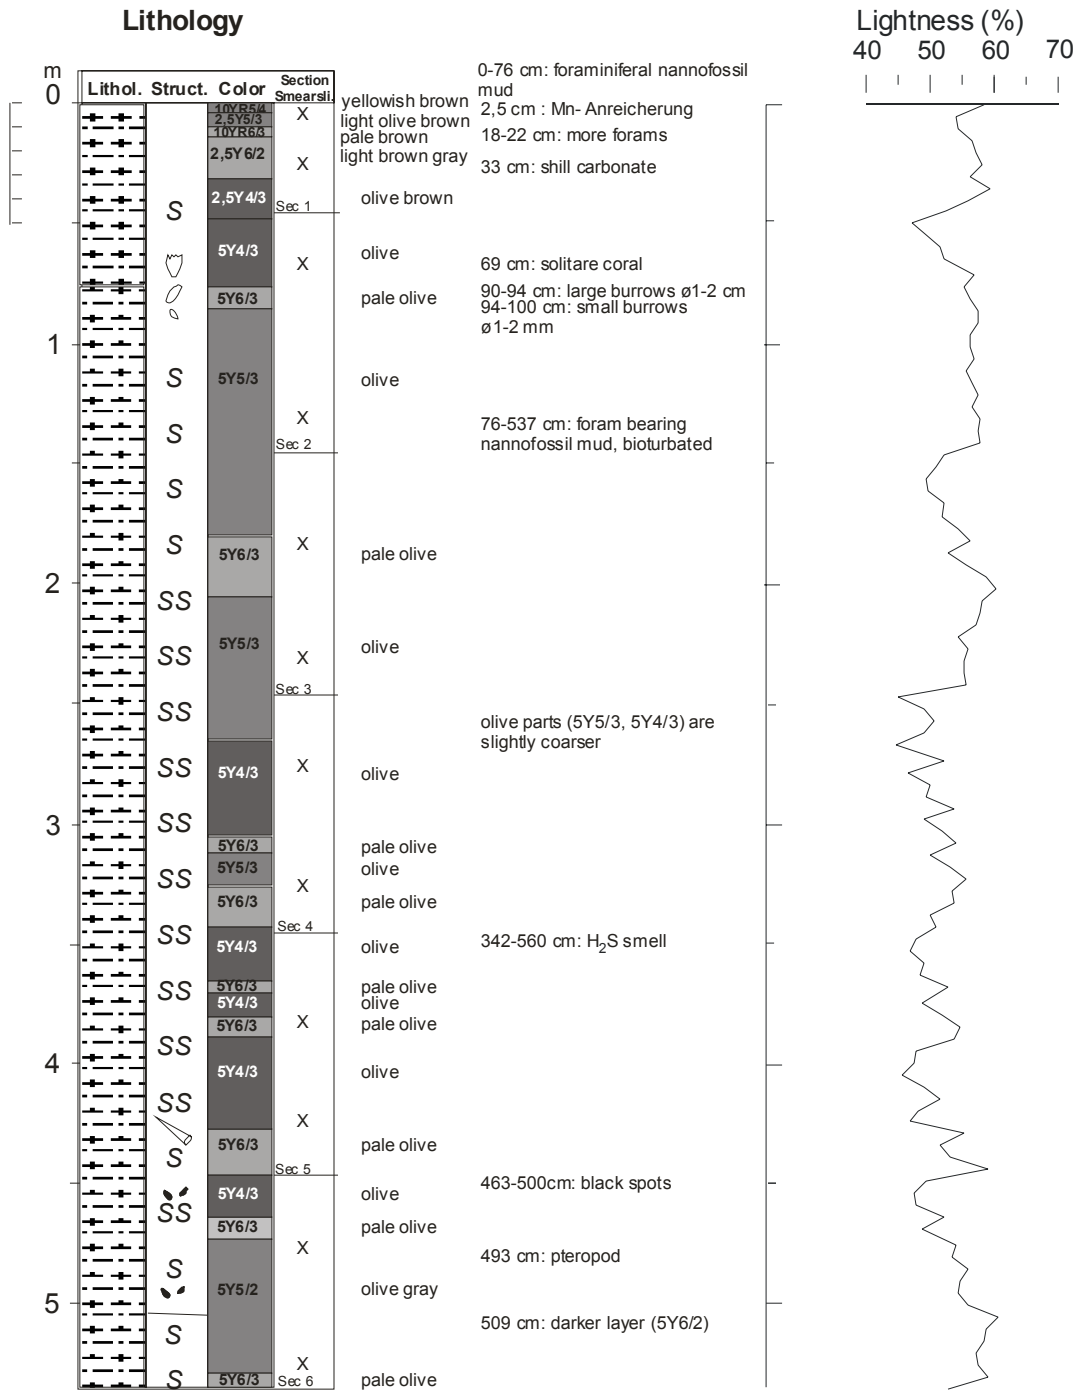 Lithology
Lightness (%)
40 50 60 70
m
0
Lithol. Struct. Color Section Smearsli.
0-76 cm: foraminiferal nannofossil
mud
10YR5/4 X yellowish brown 2,5 cm : Mn- Anreicherung
2,5Y5/3 light olive brown
10YR6/3 pale brown 18-22 cm: more forams
2,5Y6/2 X light brown gray
33 cm: shill carbonate
2,5Y4/3 olive brown
S Sec 1
5Y4/3 olive
X 69 cm: solitare coral
5Y6/3 pale olive 90-94 cm: large burrows ø1-2 cm
94-100 cm: small burrows
ø1-2 mm
1
S 5Y5/3 olive
X 76-537 cm: foram bearing
S Sec 2 nannofossil mud, bioturbated
S
S 5Y6/3 X pale olive
2
SS
SS 5Y5/3 X olive
Sec 3
SS olive parts (5Y5/3, 5Y4/3) are
slightly coarser
SS 5Y4/3 X olive
3 SS
5Y6/3 pale olive
SS 5Y5/3 olive
X
5Y6/3 pale olive
Sec 4
SS 5Y4/3 olive 342-560 cm: H2S smell
SS 5Y6/3 pale olive
5Y4/3 olive
5Y6/3 X pale olive
SS
4 5Y4/3 olive
SS
X
S 5Y6/3 pale olive
Sec 5
5Y4/3 olive 463-500cm: black spots
SS
5Y6/3 pale olive
X 493 cm: pteropod
S
5 5Y5/2 olive gray
S 509 cm: darker layer (5Y6/2)
X
S 5Y6/3 Sec 6 pale olive